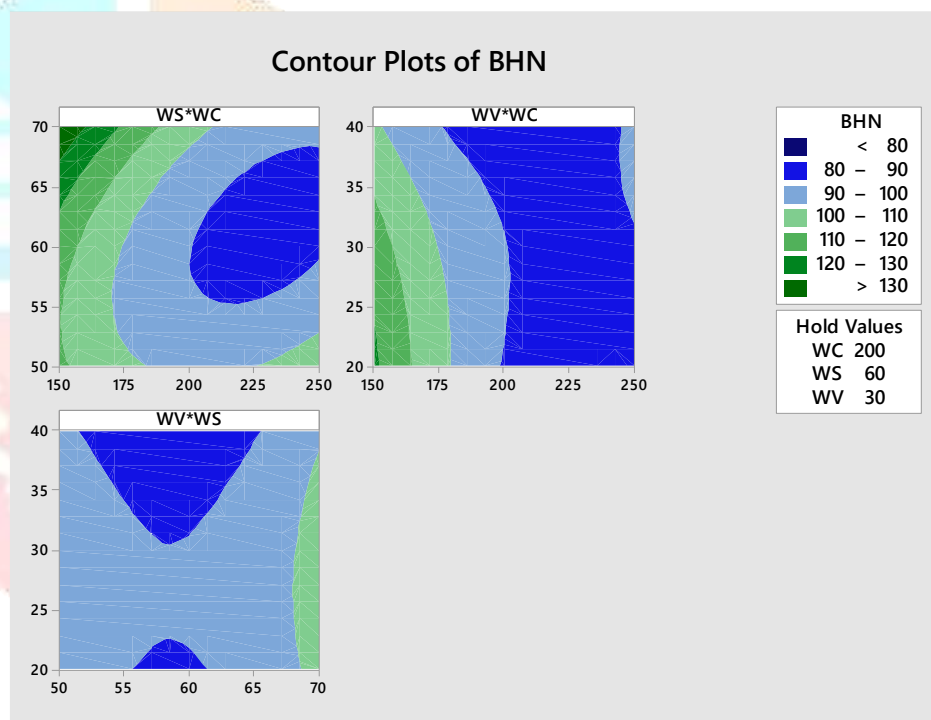 Contour Plots of BHN
WS*WC
70
65
60
55
50
150 175 200 225 250
WV*WC
40
35
30
25
20
150 175 200 225 250
WV*WS
40
35
30
25
20
50 55 60 65 70
BHN
< 80
80 – 90
90 – 100
100 – 110
110 – 120
120 – 130
> 130
Hold Values
WC 200
WS 60
WV 30